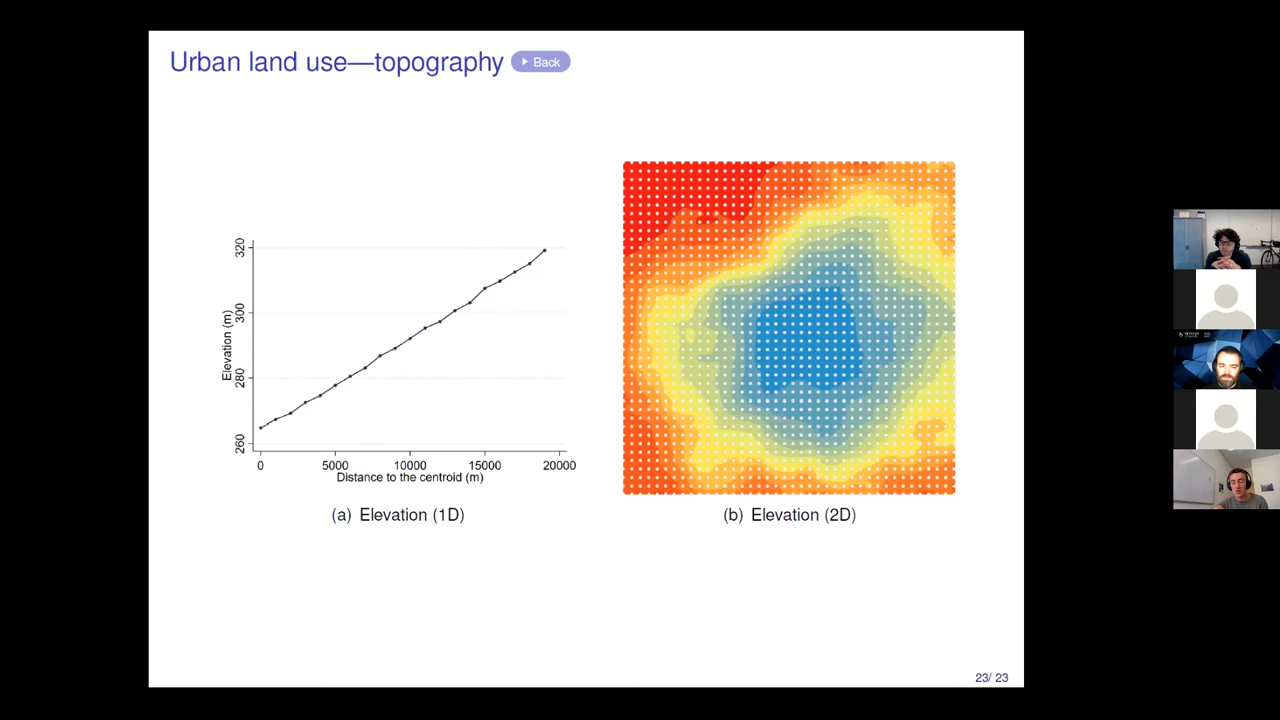 Urban land use—topography
Back
Elevation (m)
320
300
280
260
0
5000
10000
15000
20000
Distance to the centroid (m)
(a) Elevation (1D)
(b) Elevation (2D)
23/ 23